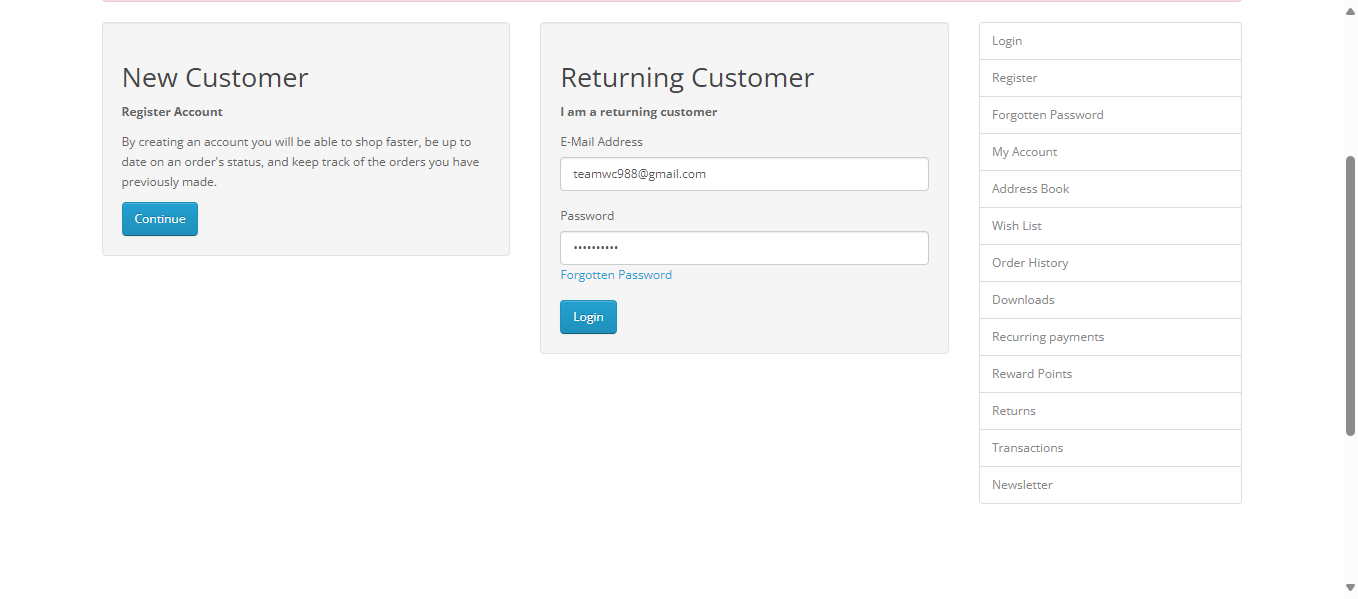 New Customer
Register Account
By creating an account you will be able to shop faster, be up to
date on an order's status, and keep track of the orders you have
previously made.
Continue
Returning Customer
I am a returning customer
E-Mail Address
teamwc988@gmail.com
Password
••••••••••
Forgotten Password
Login
Login
Register
Forgotten Password
My Account
Address Book
Wish List
Order History
Downloads
Recurring payments
Reward Points
Returns
Transactions
Newsletter